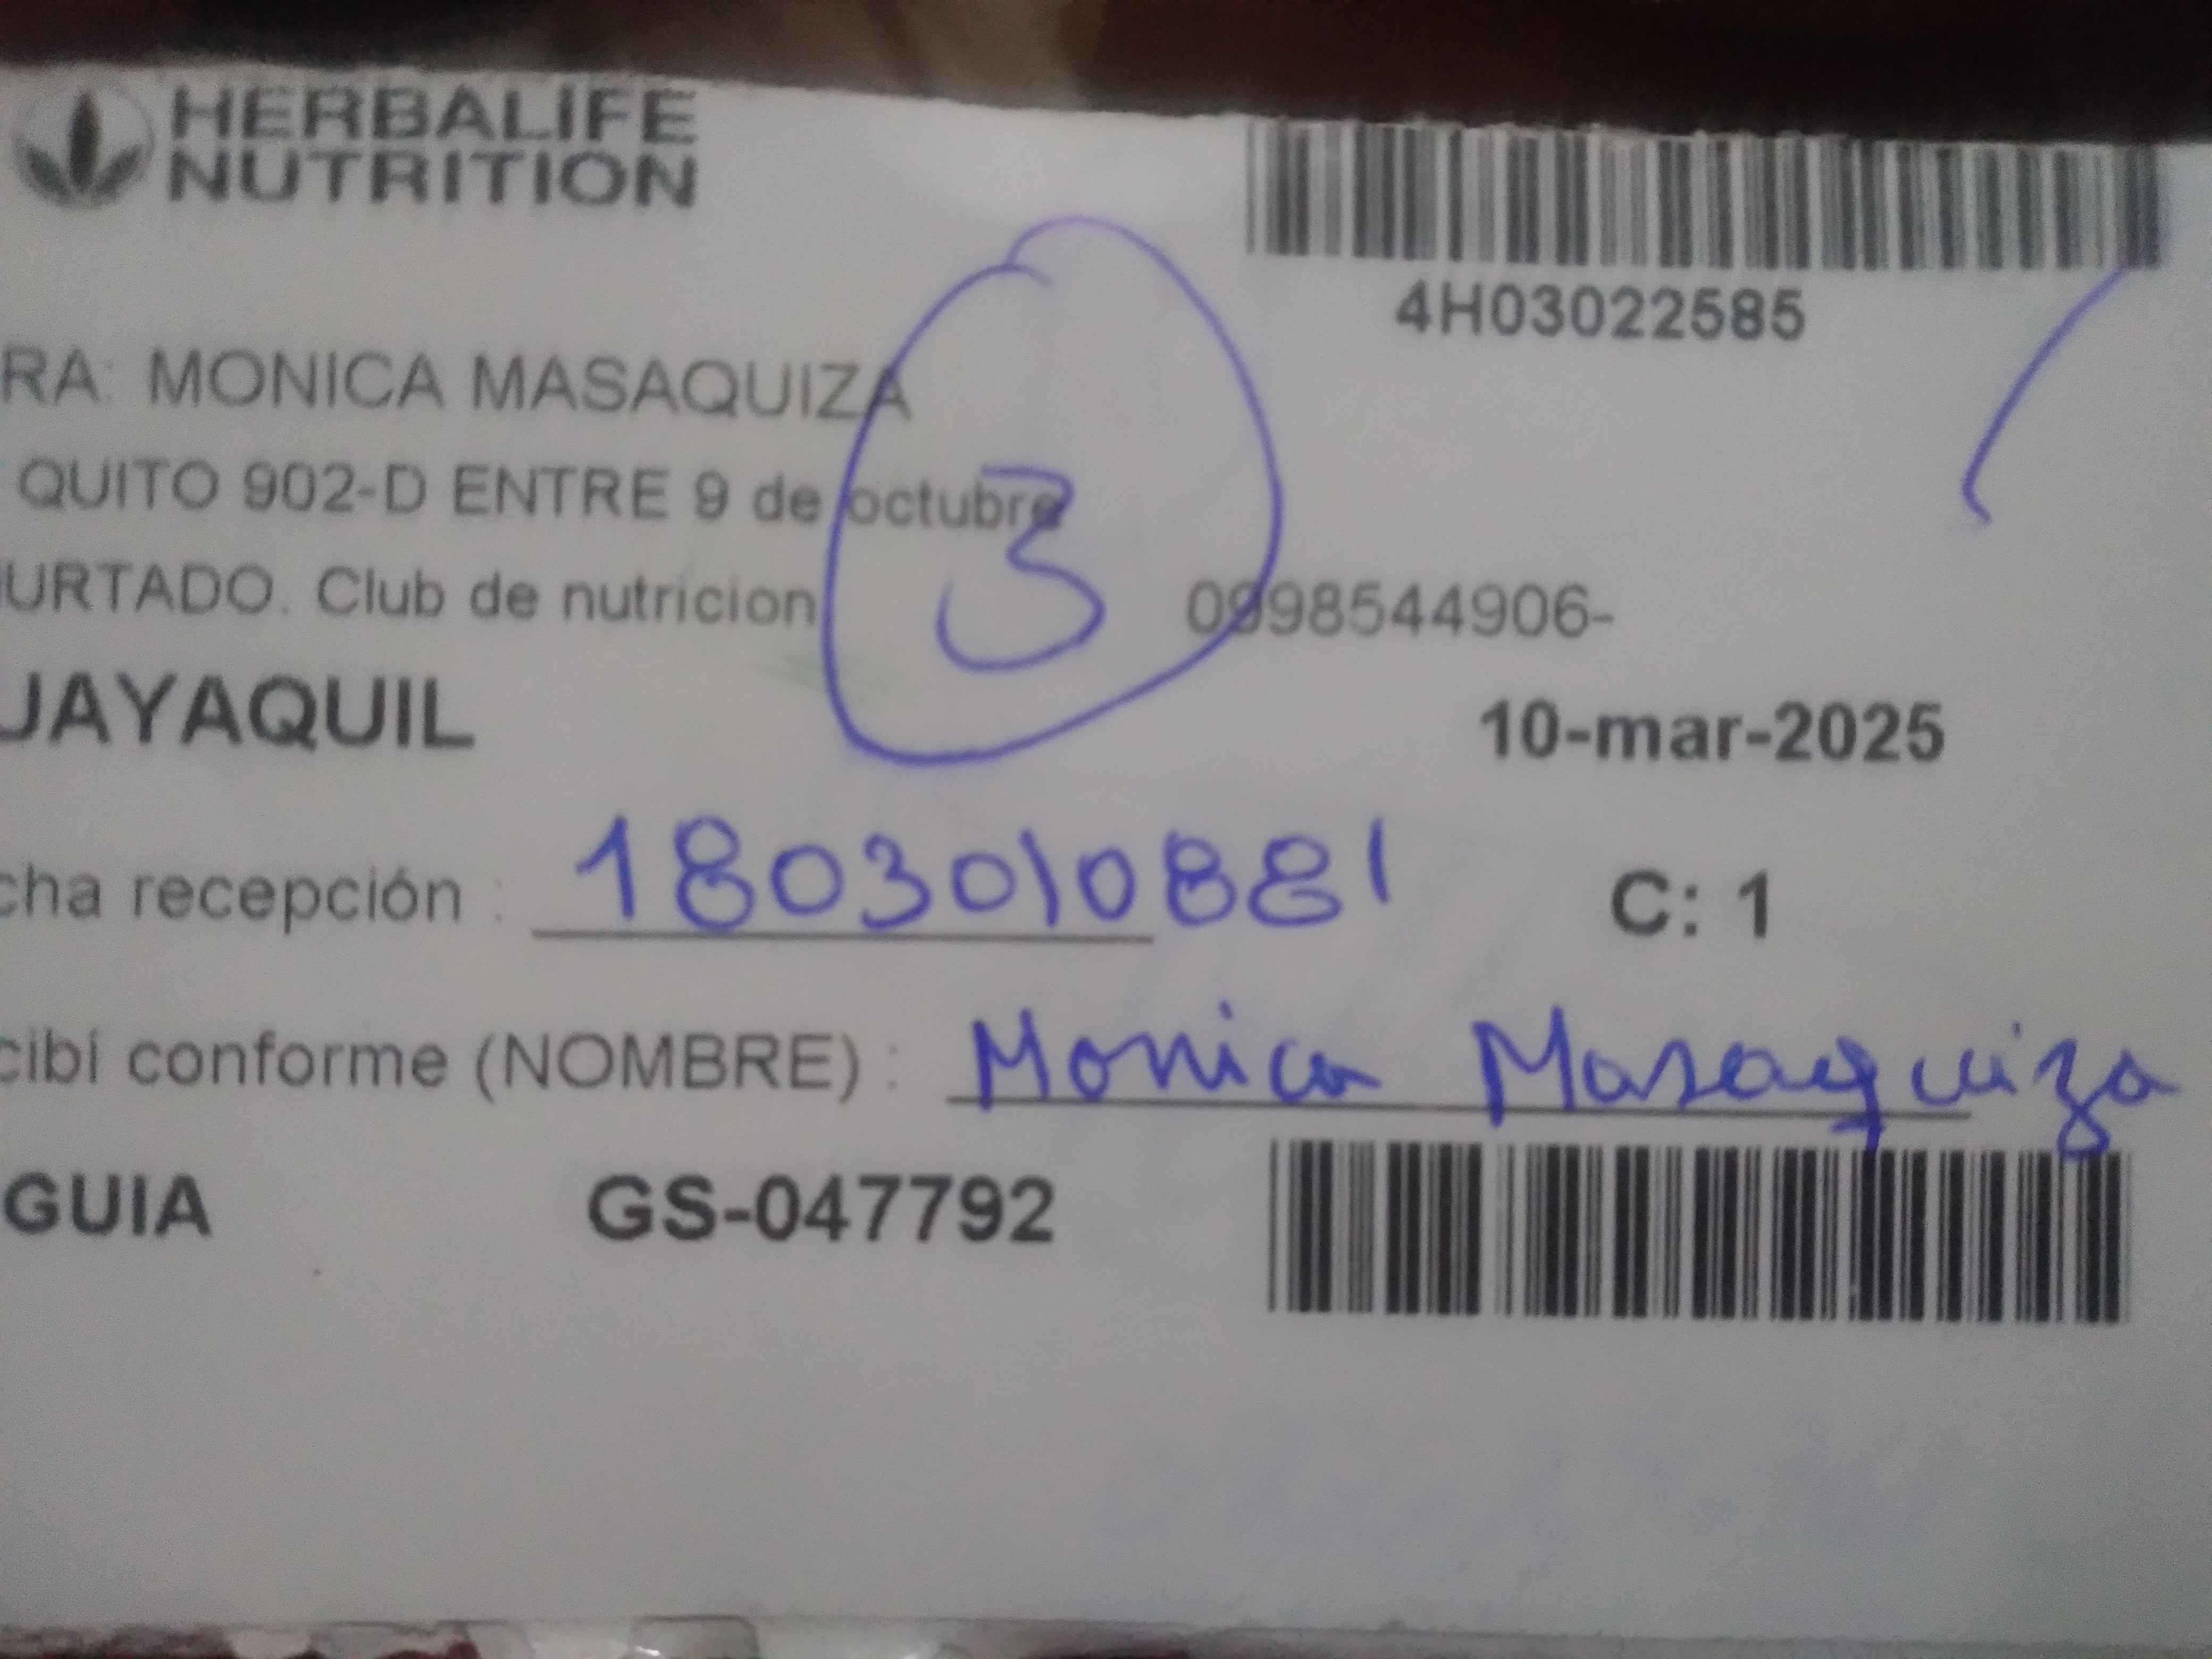 HERBALIFE
NUTRITION
4H03022585
RA: MONICA MASAQUIZA
QUITO 902-D ENTRE 9 de octubre
3
URTADO. Club de nutricion 0998544906-
JAYAQUIL 10-mar-2025
cha recepción : 1803010881 C: 1
cibí conforme (NOMBRE) : Monica Masaquiza
GUIA GS-047792